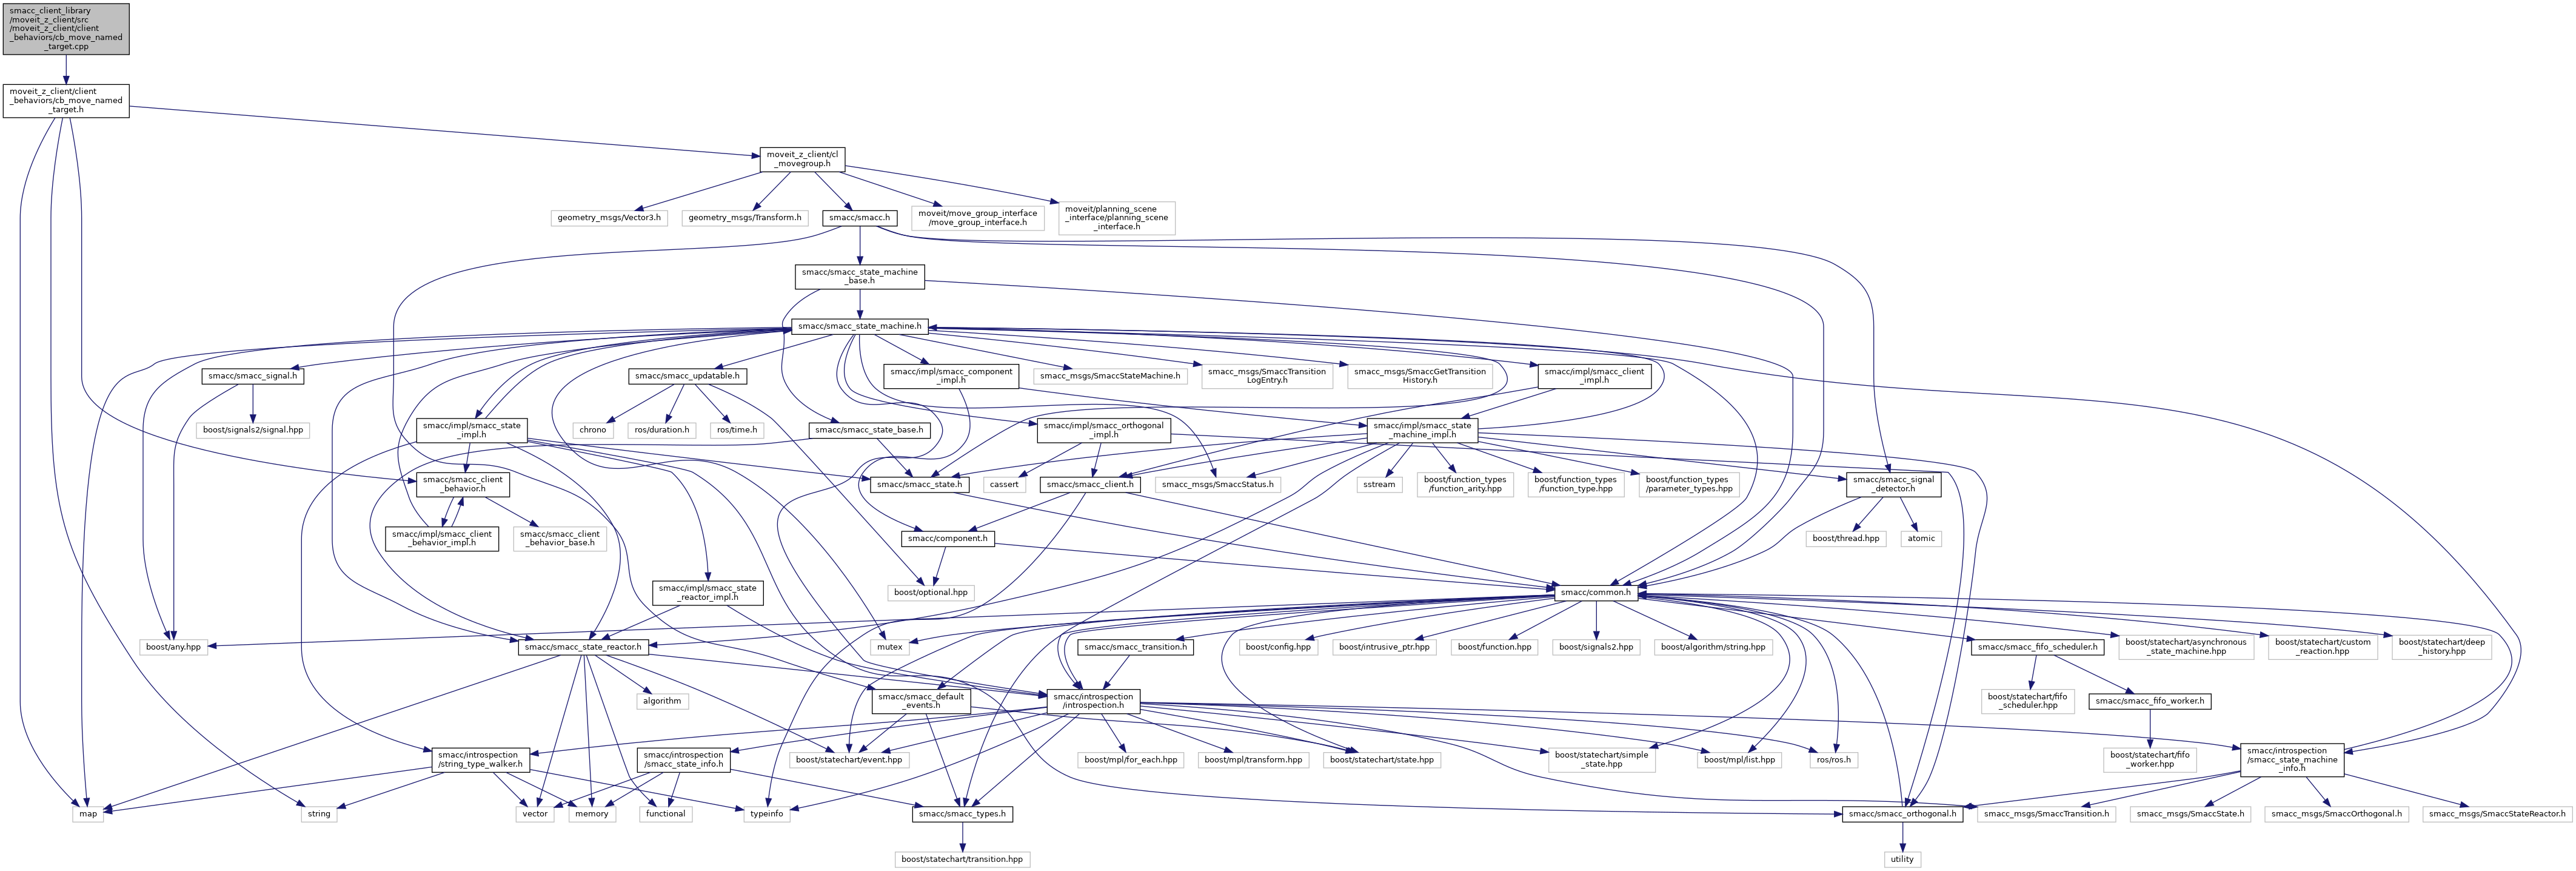 smacc_client_library
/moveit_z_client/src
/moveit_z_client/client
_behaviors/cb_move_named
_target.cpp
moveit_z_client/client
_behaviors/cb_move_named
_target.h
moveit_z_client/cl
_movegroup.h
geometry_msgs/Vector3.h
geometry_msgs/Transform.h
smacc/smacc.h
moveit/move_group_interface
/move_group_interface.h
moveit/planning_scene
_interface/planning_scene
_interface.h
smacc/smacc_state_machine
_base.h
smacc/smacc_state_machine.h
smacc/smacc_signal.h
smacc/smacc_updatable.h
smacc/impl/smacc_component
_impl.h
smacc_msgs/SmaccStateMachine.h
smacc_msgs/SmaccTransition
LogEntry.h
smacc_msgs/SmaccGetTransition
History.h
smacc/impl/smacc_client
_impl.h
boost/signals2/signal.hpp
smacc/impl/smacc_state
_impl.h
chrono
ros/duration.h
ros/time.h
smacc/smacc_state_base.h
smacc/impl/smacc_orthogonal
_impl.h
smacc/impl/smacc_state
_machine_impl.h
smacc/smacc_client
_behavior.h
smacc/smacc_state.h
cassert
smacc/smacc_client.h
smacc_msgs/SmaccStatus.h
sstream
boost/function_types
/function_arity.hpp
boost/function_types
/function_type.hpp
boost/function_types
/parameter_types.hpp
smacc/smacc_signal
_detector.h
smacc/impl/smacc_client
_behavior_impl.h
smacc/smacc_client
_behavior_base.h
smacc/component.h
boost/thread.hpp
atomic
smacc/impl/smacc_state
_reactor_impl.h
boost/optional.hpp
smacc/common.h
boost/any.hpp
smacc/smacc_state_reactor.h
mutex
smacc/smacc_transition.h
boost/config.hpp
boost/intrusive_ptr.hpp
boost/function.hpp
boost/signals2.hpp
boost/algorithm/string.hpp
smacc/smacc_fifo_scheduler.h
boost/statechart/asynchronous
_state_machine.hpp
boost/statechart/custom
_reaction.hpp
boost/statechart/deep
_history.hpp
algorithm
smacc/smacc_default
_events.h
smacc/introspection
/introspection.h
boost/statechart/fifo
_scheduler.hpp
smacc/smacc_fifo_worker.h
smacc/introspection
/string_type_walker.h
smacc/introspection
/smacc_state_info.h
boost/statechart/event.hpp
boost/mpl/for_each.hpp
boost/mpl/transform.hpp
boost/statechart/state.hpp
boost/statechart/simple
_state.hpp
boost/mpl/list.hpp
ros/ros.h
boost/statechart/fifo
_worker.hpp
smacc/introspection
/smacc_state_machine
_info.h
map
string
vector
memory
functional
typeinfo
smacc/smacc_types.h
smacc/smacc_orthogonal.h
smacc_msgs/SmaccTransition.h
smacc_msgs/SmaccState.h
smacc_msgs/SmaccOrthogonal.h
smacc_msgs/SmaccStateReactor.h
boost/statechart/transition.hpp
utility